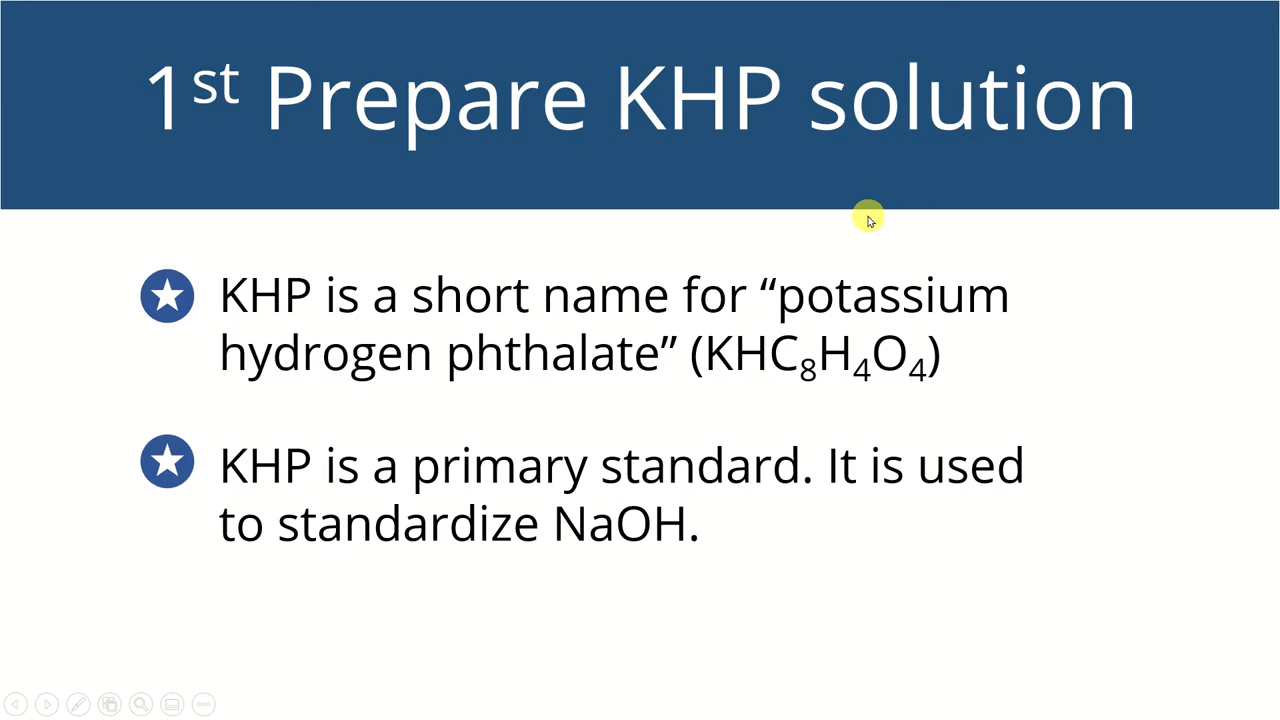 1st Prepare KHP solution
KHP is a short name for “potassium
hydrogen phthalate” (KHC₈H₄O₄)
KHP is a primary standard. It is used
to standardize NaOH.